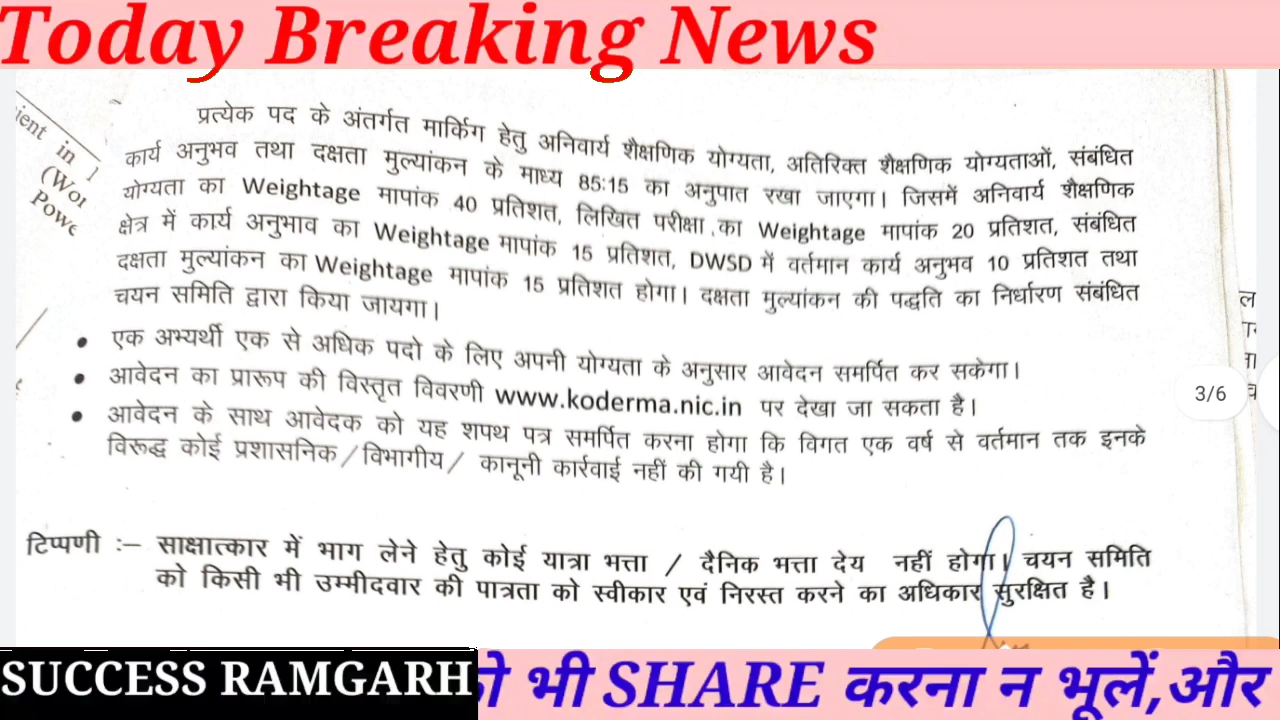 Today Breaking News
ient in
(Wor
Powe
प्रत्येक पद के अंतर्गत मार्किग हेतु अनिवार्य शैक्षणिक योग्यता, अतिरिक्त शैक्षणिक योग्यताओं, संबंधित
कार्य अनुभव तथा दक्षता मुल्यांकन के माध्य 85:15 का अनुपात रखा जाएगा। जिसमें अनिवार्य शैक्षणिक
योग्यता का Weightage मापांक 40 प्रतिशत, लिखित परीक्षा का Weightage मापांक 20 प्रतिशत, संबंधित
क्षेत्र में कार्य अनुभाव का Weightage मापांक 15 प्रतिशत, DWSD में वर्तमान कार्य अनुभव 10 प्रतिशत तथा
दक्षता मुल्यांकन का Weightage मापांक 15 प्रतिशत होगा। दक्षता मुल्यांकन की पद्धति का निर्धारण संबंधित
चयन समिति द्वारा किया जायगा।
• एक अभ्यर्थी एक से अधिक पदो के लिए अपनी योग्यता के अनुसार आवेदन समर्पित कर सकेगा।
• आवेदन का प्रारूप की विस्तृत विवरणी www.koderma.nic.in पर देखा जा सकता है।
3/6
• आवेदन के साथ आवेदक को यह शपथ पत्र समर्पित करना होगा कि विगत एक वर्ष से वर्तमान तक इनके
विरूद्ध कोई प्रशासनिक/विभागीय/ कानूनी कार्रवाई नहीं की गयी है।
टिप्पणी :– साक्षात्कार में भाग लेने हेतु कोई यात्रा भत्ता / दैनिक भत्ता देय नहीं होगा। चयन समिति
को किसी भी उम्मीदवार की पात्रता को स्वीकार एवं निरस्त करने का अधिकार सुरक्षित है।
SUCCESS RAMGARH
भी SHARE करना न भूलें,और